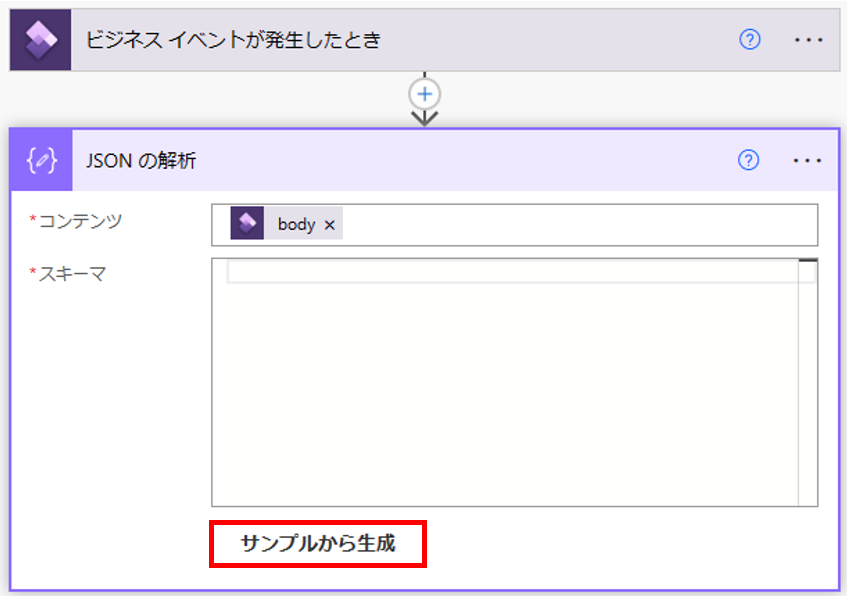 ビジネス イベントが発生したとき
JSON の解析
*コンテンツ
body
*スキーマ
サンプルから生成